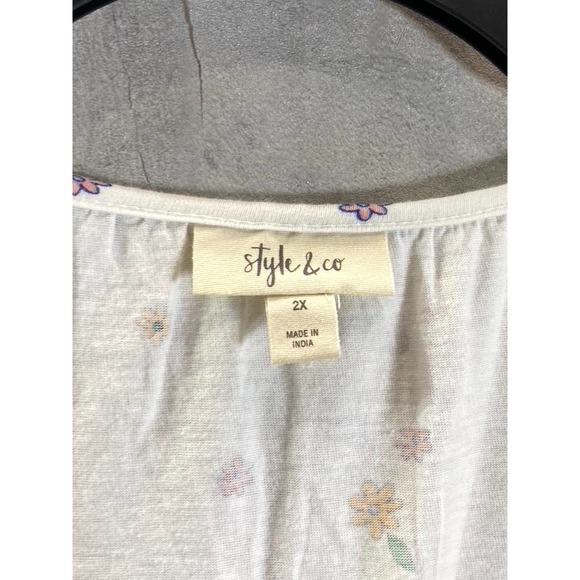 style & co
2X
MADE IN
INDIA